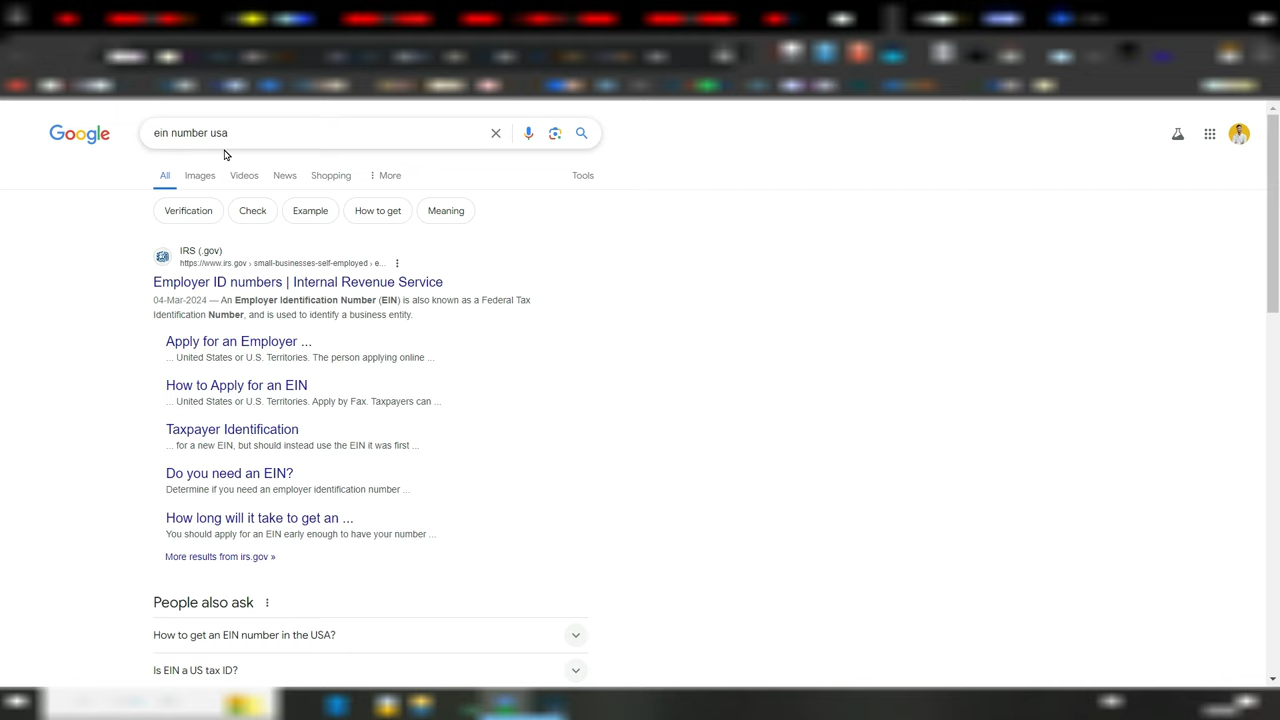 Google
ein number usa
All Images Videos News Shopping More Tools
Verification Check Example How to get Meaning
IRS (.gov)
https://www.irs.gov › small-businesses-self-employed › e...
Employer ID numbers | Internal Revenue Service
04-Mar-2024 — An Employer Identification Number (EIN) is also known as a Federal Tax
Identification Number, and is used to identify a business entity.
Apply for an Employer ...
... United States or U.S. Territories. The person applying online ...
How to Apply for an EIN
... United States or U.S. Territories. Apply by Fax. Taxpayers can ...
Taxpayer Identification
... for a new EIN, but should instead use the EIN it was first ...
Do you need an EIN?
Determine if you need an employer identification number ...
How long will it take to get an ...
You should apply for an EIN early enough to have your number ...
More results from irs.gov »
People also ask
How to get an EIN number in the USA?
Is EIN a US tax ID?